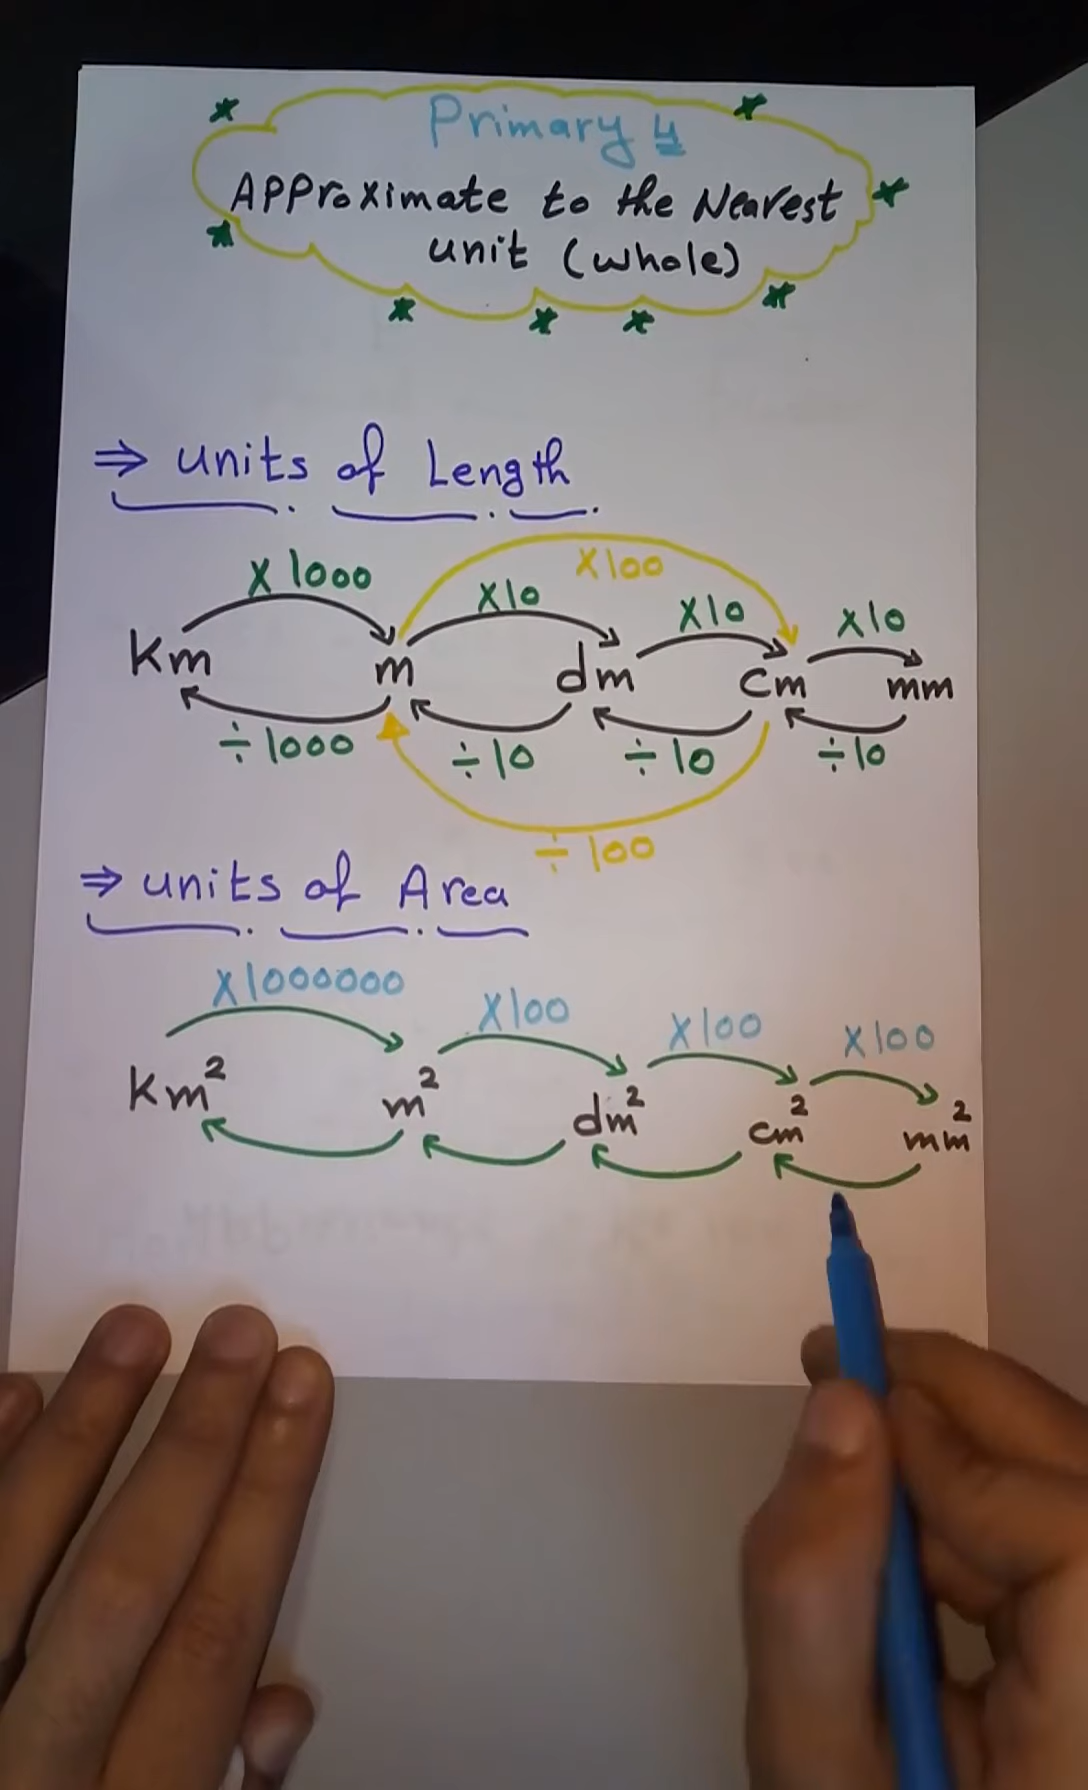 Primary 4
Approximate to the Nearest
unit (whole)
⇒ units of Length
×1000 ×10 ×100 ×10 ×10
Km m dm cm mm
÷1000 ÷10 ÷10 ÷10
÷100
⇒ units of Area
×1000000 ×100 ×100 ×100
Km² m² dm² cm² mm²